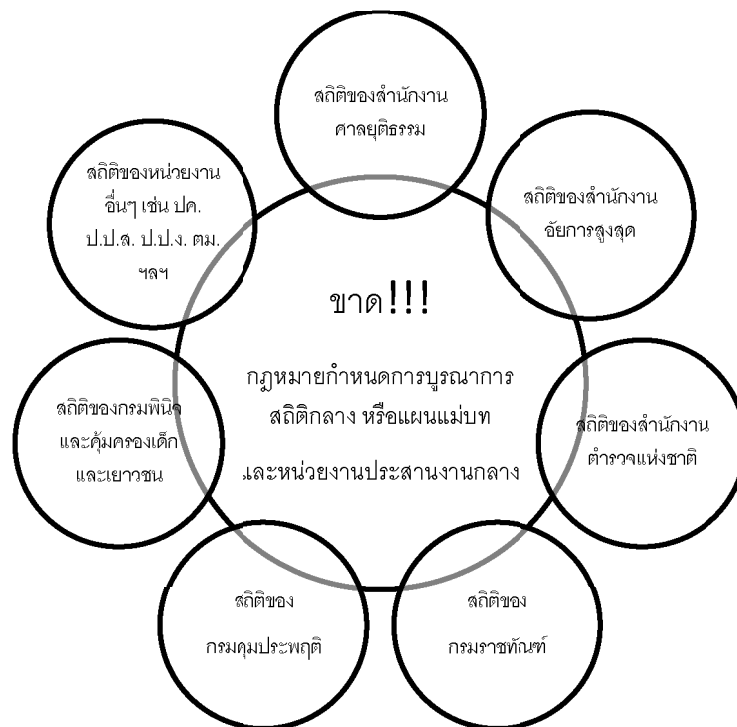 สถิติของสำนักงาน
ศาลยุติธรรม
สถิติของสำนักงาน
อัยการสูงสุด
สถิติของสำนักงาน
ตำรวจแห่งชาติ
สถิติของ
กรมราชทัณฑ์
สถิติของ
กรมคุมประพฤติ
สถิติของกรมพินิจ
และคุ้มครองเด็ก
และเยาวชน
สถิติของหน่วยงาน
อื่นๆ เช่น ปค.
ป.ป.ส. ป.ป.ง. ตม.
ฯลฯ
ขาด!!!
กฎหมายกำหนดการบูรณาการ
สถิติกลาง หรือแผนแม่บท
และหน่วยงานประสานงานกลาง